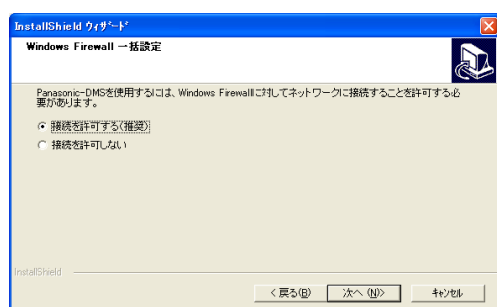 InstallShield ウィザード
Windows Firewall 一括設定
Panasonic-DMSを使用するには、Windows Firewallに対してネットワークに接続することを許可する必
要があります。
接続を許可する(推奨)
接続を許可しない
InstallShield
< 戻る(B)
次へ (N)>
キャンセル